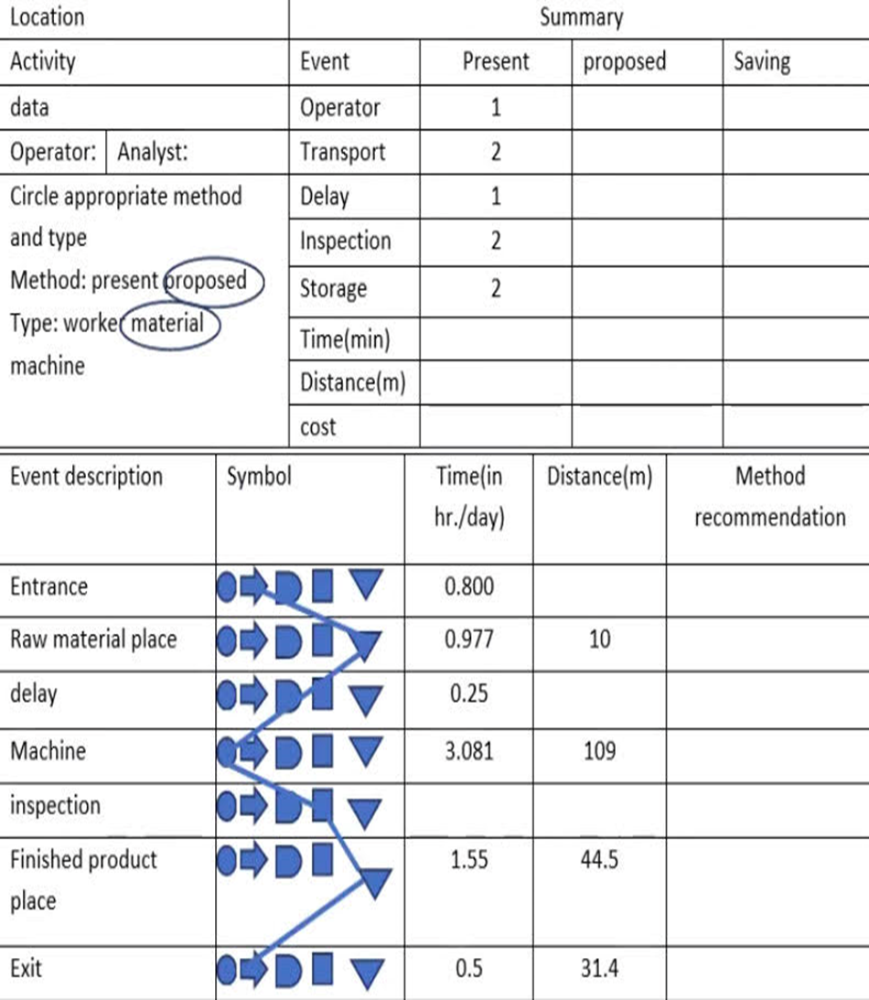 Location
Summary
Activity
Event
Present
proposed
Saving
data
Operator
1
Operator:
Analyst:
Transport
2
Circle appropriate method
and type
Method: present proposed
Type: worker material
machine
Delay
1
Inspection
2
Storage
2
Time(min)
Distance(m)
cost
Event description
Symbol
Time(in
hr./day)
Distance(m)
Method
recommendation
Entrance
0.800
Raw material place
0.977
10
delay
0.25
Machine
3.081
109
inspection
Finished product
place
1.55
44.5
Exit
0.5
31.4